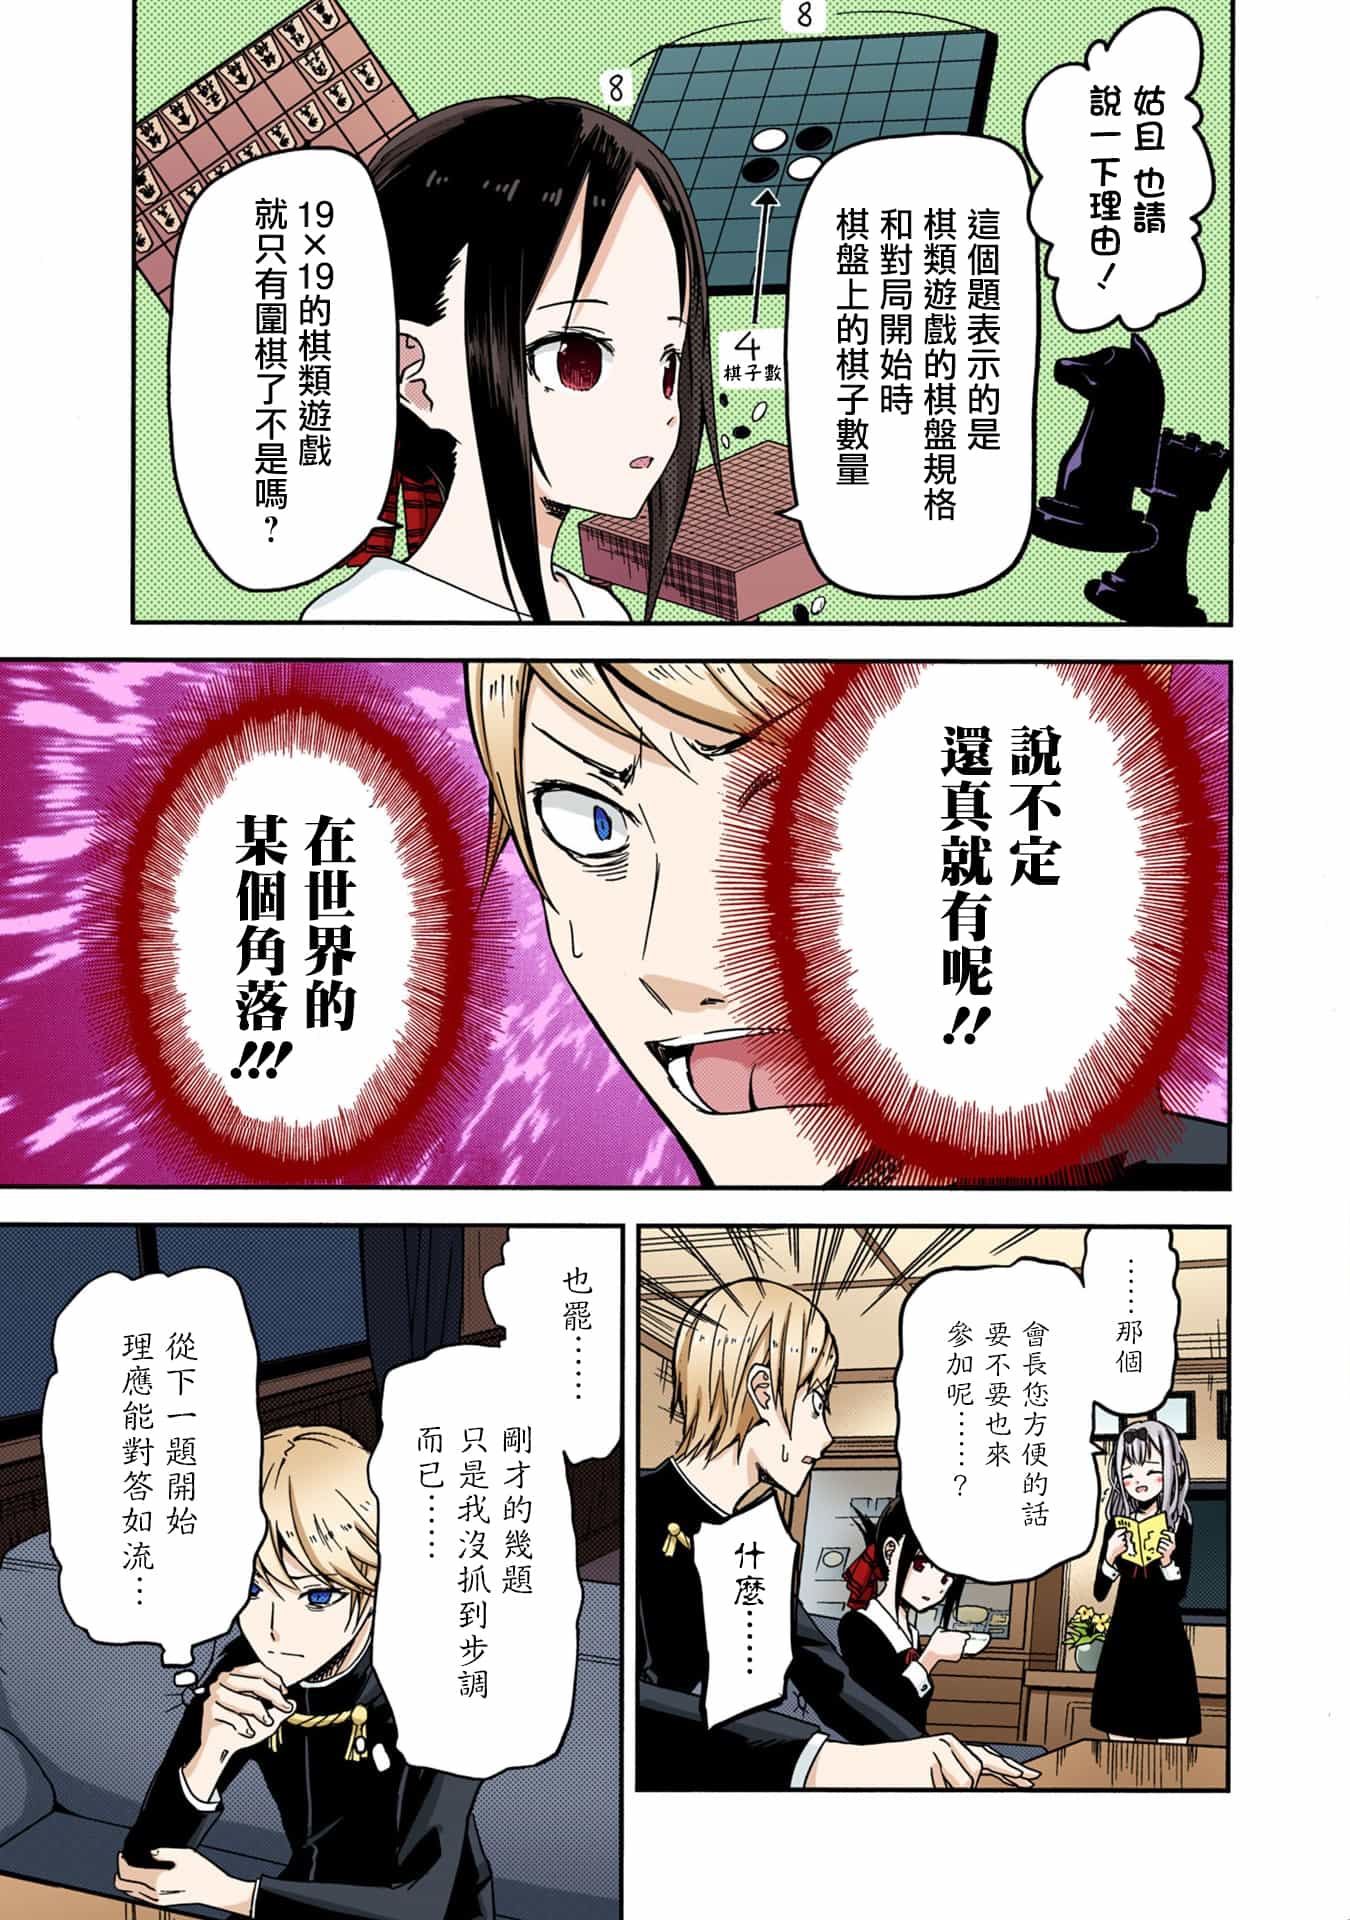 姑且也請
說一下理由！
這個題表示的是
棋類遊戲的棋盤規格
和對局開始時
棋盤上的棋子數量
8
8
4
棋子數
19×19的棋類遊戲
就只有圍棋了不是嗎？
說不定
還真就有呢！！
在世界的
某個角落！！！
……那個
會長您方便的話
要不要也來
參加呢……？
什麼……
也罷……
剛才的幾題
只是我沒抓到步調
而已……
從下一題開始
理應能對答如流…